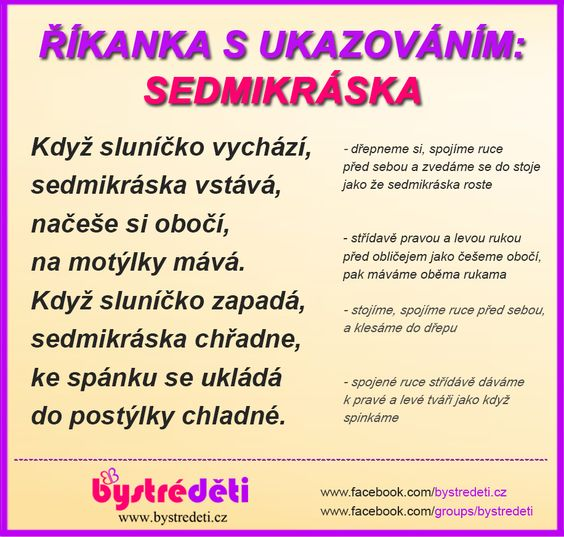 ŘÍKANKA S UKAZOVÁNÍM:
SEDMIKRÁSKA
Když sluníčko vychází,
sedmikráska vstává,
načeše si obočí,
na motýlky mává.
Když sluníčko zapadá,
sedmikráska chřadne,
ke spánku se ukládá
do postýlky chladné.
- dřepneme si, spojíme ruce
před sebou a zvedáme se do stoje
jako že sedmikráska roste
- střídavě pravou a levou rukou
před obličejem jako češeme obočí,
pak máváme oběma rukama
- stojíme, spojíme ruce před sebou,
a klesáme do dřepu
- spojené ruce střídávě dáváme
k pravé a levé tváři jako když
spinkáme
bystréděti
www.bystredeti.cz
www.facebook.com/bystredeti.cz
www.facebook.com/groups/bystredeti